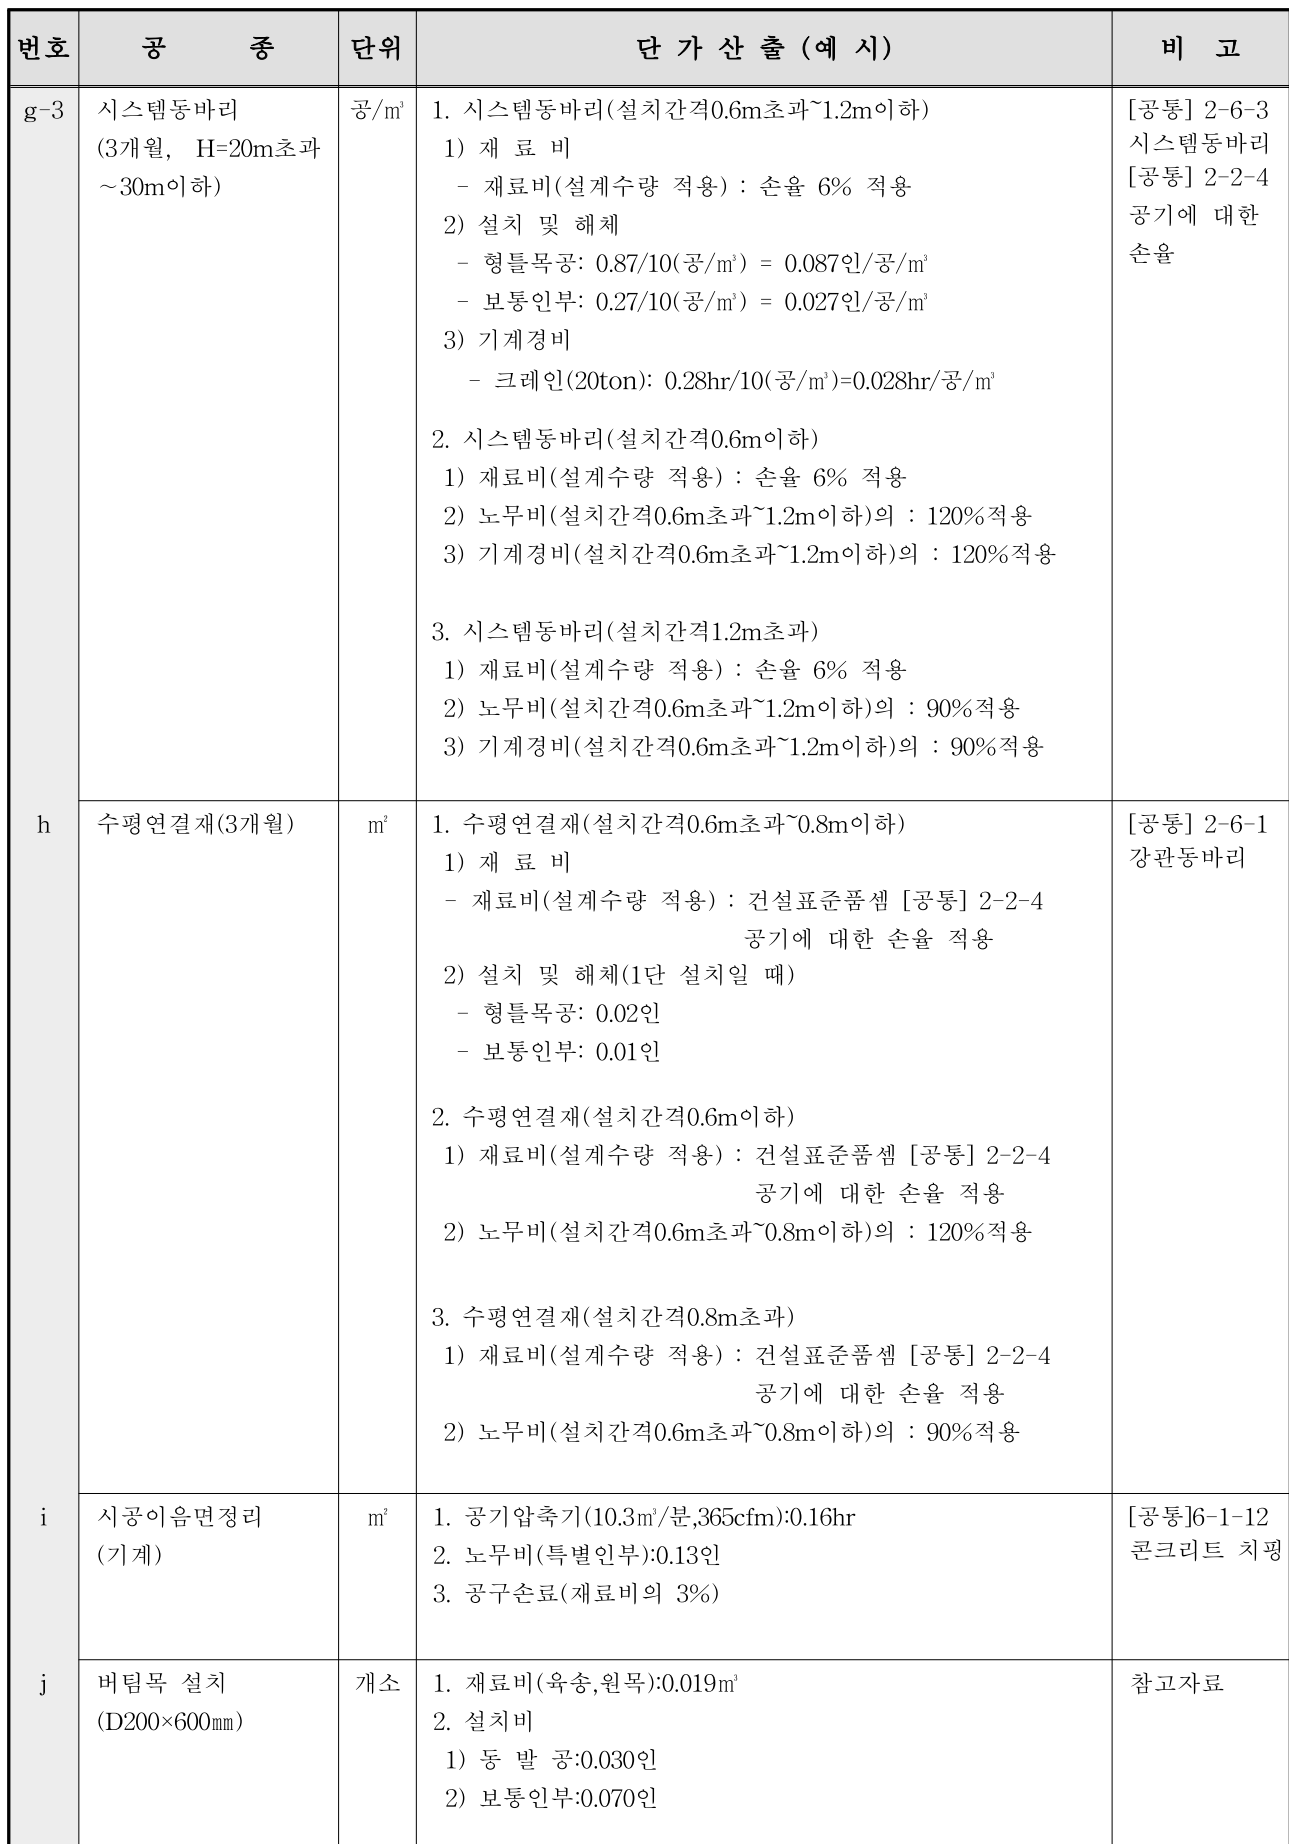 번호 공 종 단위 단 가 산 출 (예 시) 비 고
g-3 시스템동바리 공/㎥ 1. 시스템동바리(설치간격0.6m초과~1.2m이하) [공통] 2-6-3
(3개월, H=20m초과 1) 재 료 비 시스템동바리
~30m이하) - 재료비(설계수량 적용) : 손율 6% 적용 [공통] 2-2-4
2) 설치 및 해체 공기에 대한
- 형틀목공: 0.87/10(공/㎥) = 0.087인/공/㎥ 손율
- 보통인부: 0.27/10(공/㎥) = 0.027인/공/㎥
3) 기계경비
- 크레인(20ton): 0.28hr/10(공/㎥)=0.028hr/공/㎥
2. 시스템동바리(설치간격0.6m이하)
1) 재료비(설계수량 적용) : 손율 6% 적용
2) 노무비(설치간격0.6m초과~1.2m이하)의 : 120%적용
3) 기계경비(설치간격0.6m초과~1.2m이하)의 : 120%적용
3. 시스템동바리(설치간격1.2m초과)
1) 재료비(설계수량 적용) : 손율 6% 적용
2) 노무비(설치간격0.6m초과~1.2m이하)의 : 90%적용
3) 기계경비(설치간격0.6m초과~1.2m이하)의 : 90%적용
h 수평연결재(3개월) ㎡ 1. 수평연결재(설치간격0.6m초과~0.8m이하) [공통] 2-6-1
1) 재 료 비 강관동바리
- 재료비(설계수량 적용) : 건설표준품셈 [공통] 2-2-4
공기에 대한 손율 적용
2) 설치 및 해체(1단 설치일 때)
- 형틀목공: 0.02인
- 보통인부: 0.01인
2. 수평연결재(설치간격0.6m이하)
1) 재료비(설계수량 적용) : 건설표준품셈 [공통] 2-2-4
공기에 대한 손율 적용
2) 노무비(설치간격0.6m초과~0.8m이하)의 : 120%적용
3. 수평연결재(설치간격0.8m초과)
1) 재료비(설계수량 적용) : 건설표준품셈 [공통] 2-2-4
공기에 대한 손율 적용
2) 노무비(설치간격0.6m초과~0.8m이하)의 : 90%적용
i 시공이음면정리 ㎡ 1. 공기압축기(10.3㎥/분,365cfm):0.16hr [공통]6-1-12
(기계) 2. 노무비(특별인부):0.13인 콘크리트 치핑
3. 공구손료(재료비의 3%)
j 버팀목 설치 개소 1. 재료비(육송,원목):0.019㎥ 참고자료
(D200×600㎜) 2. 설치비
1) 동 발 공:0.030인
2) 보통인부:0.070인